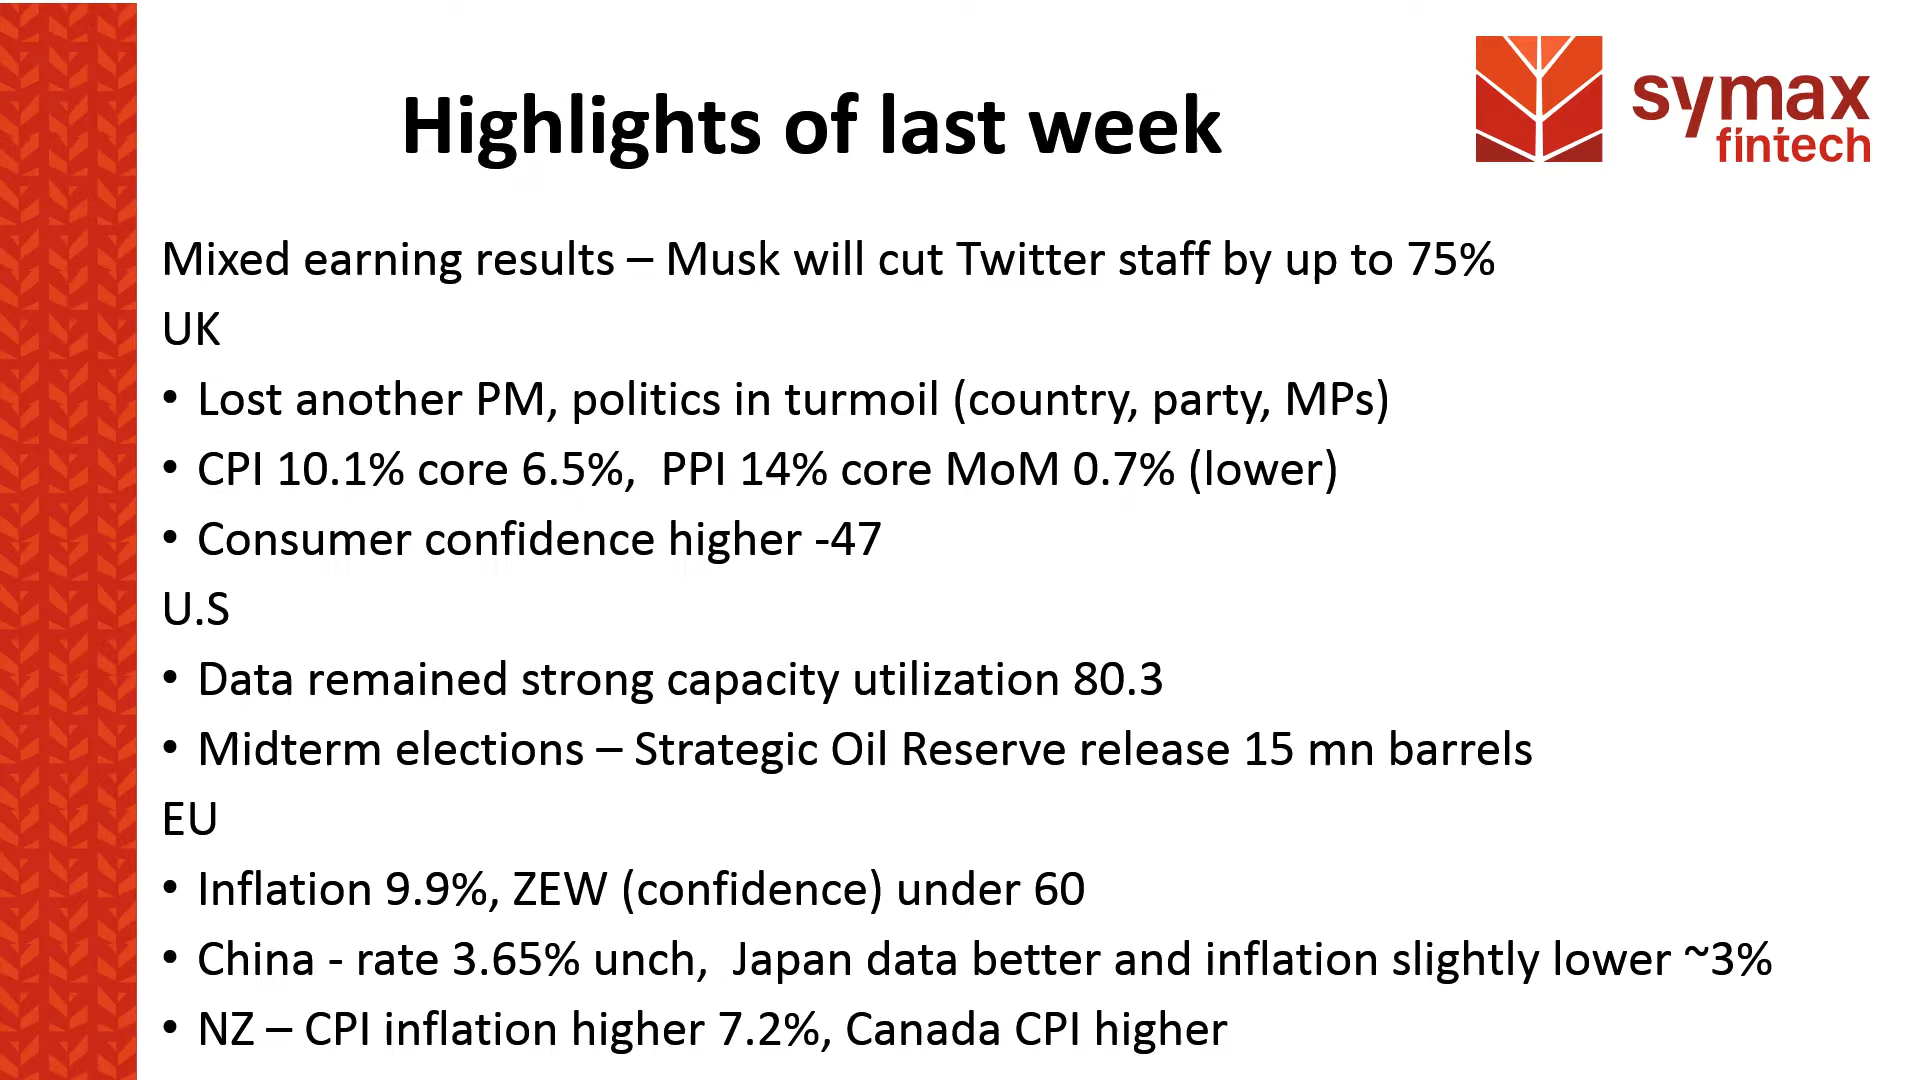 Highlights of last week
symax
fintech
Mixed earning results – Musk will cut Twitter staff by up to 75%
UK
• Lost another PM, politics in turmoil (country, party, MPs)
• CPI 10.1% core 6.5%,  PPI 14% core MoM 0.7% (lower)
• Consumer confidence higher -47
U.S
• Data remained strong capacity utilization 80.3
• Midterm elections – Strategic Oil Reserve release 15 mn barrels
EU
• Inflation 9.9%, ZEW (confidence) under 60
• China - rate 3.65% unch,  Japan data better and inflation slightly lower ~3%
• NZ – CPI inflation higher 7.2%, Canada CPI higher